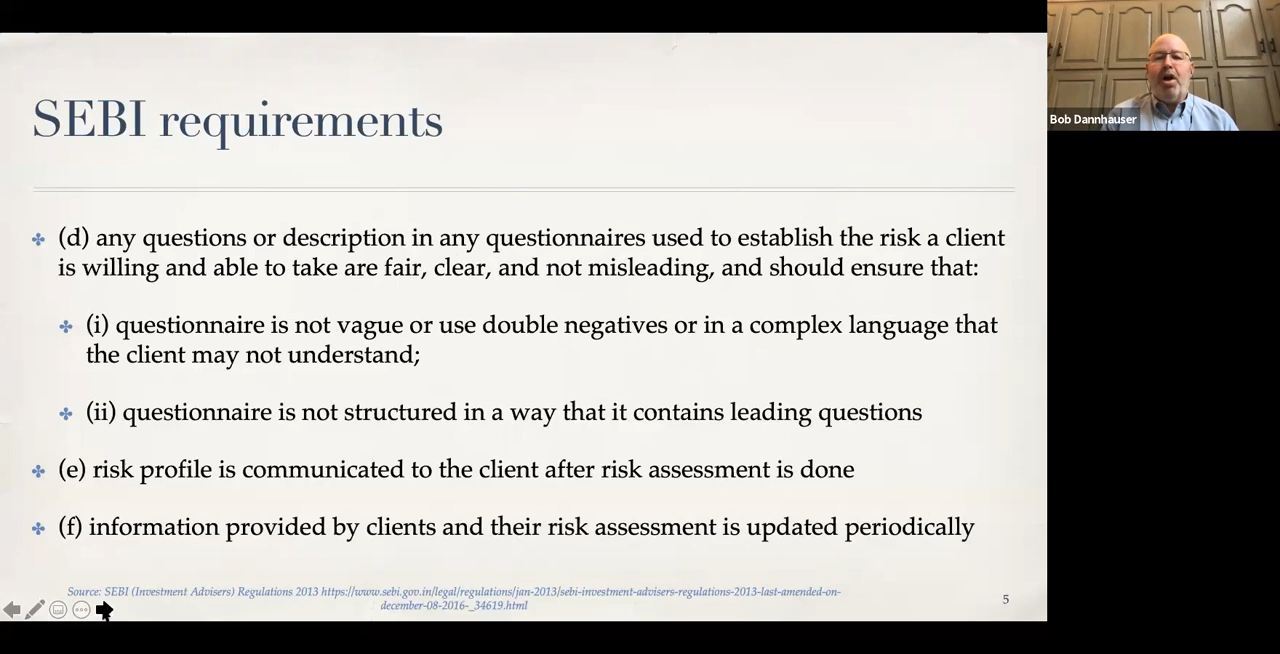 SEBI requirements
(d) any questions or description in any questionnaires used to establish the risk a client
is willing and able to take are fair, clear, and not misleading, and should ensure that:
(i) questionnaire is not vague or use double negatives or in a complex language that
the client may not understand;
(ii) questionnaire is not structured in a way that it contains leading questions
(e) risk profile is communicated to the client after risk assessment is done
(f) information provided by clients and their risk assessment is updated periodically
Source: SEBI (Investment Advisers) Regulations 2013 https://www.sebi.gov.in/legal/regulations/jan-2013/sebi-investment-advisers-regulations-2013-last-amended-on-
december-08-2016-_34619.html
5
Bob Dannhauser